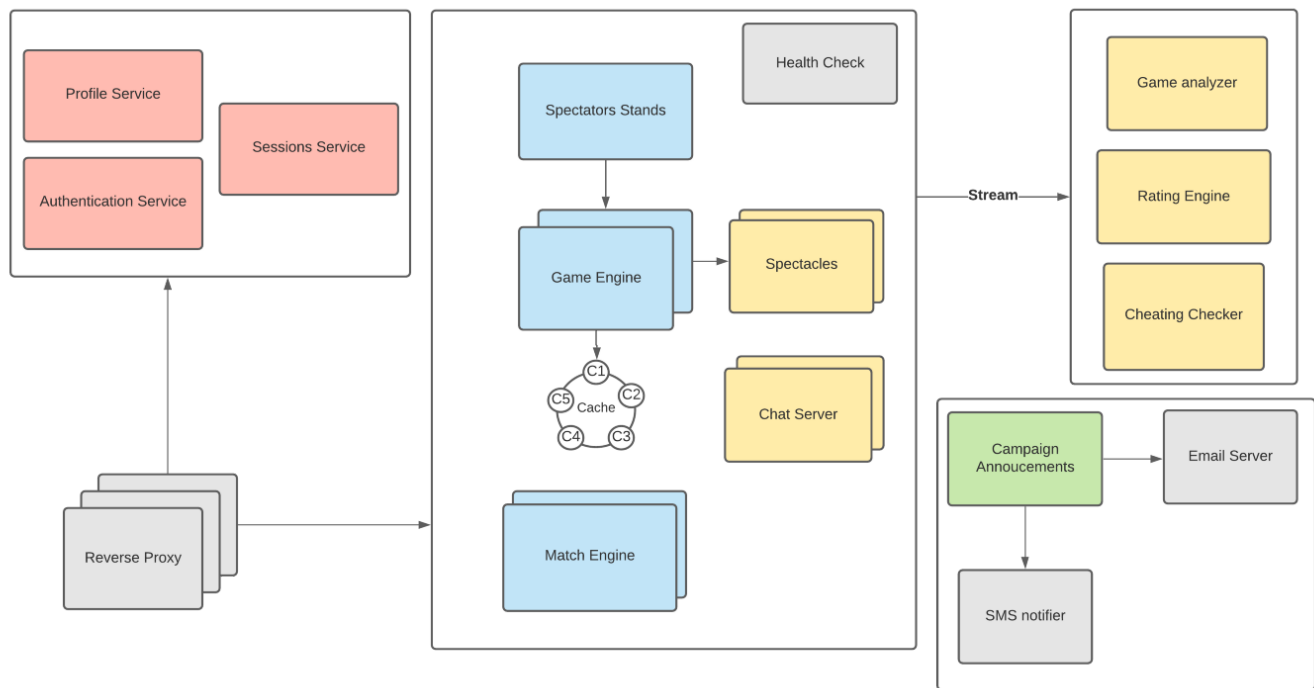 Profile Service
Sessions Service
Authentication Service
Reverse Proxy
Health Check
Spectators Stands
Game Engine
Spectacles
C1
C2
C3
C4
C5
Cache
Chat Server
Match Engine
Stream
Game analyzer
Rating Engine
Cheating Checker
Campaign
Annoucements
Email Server
SMS notifier